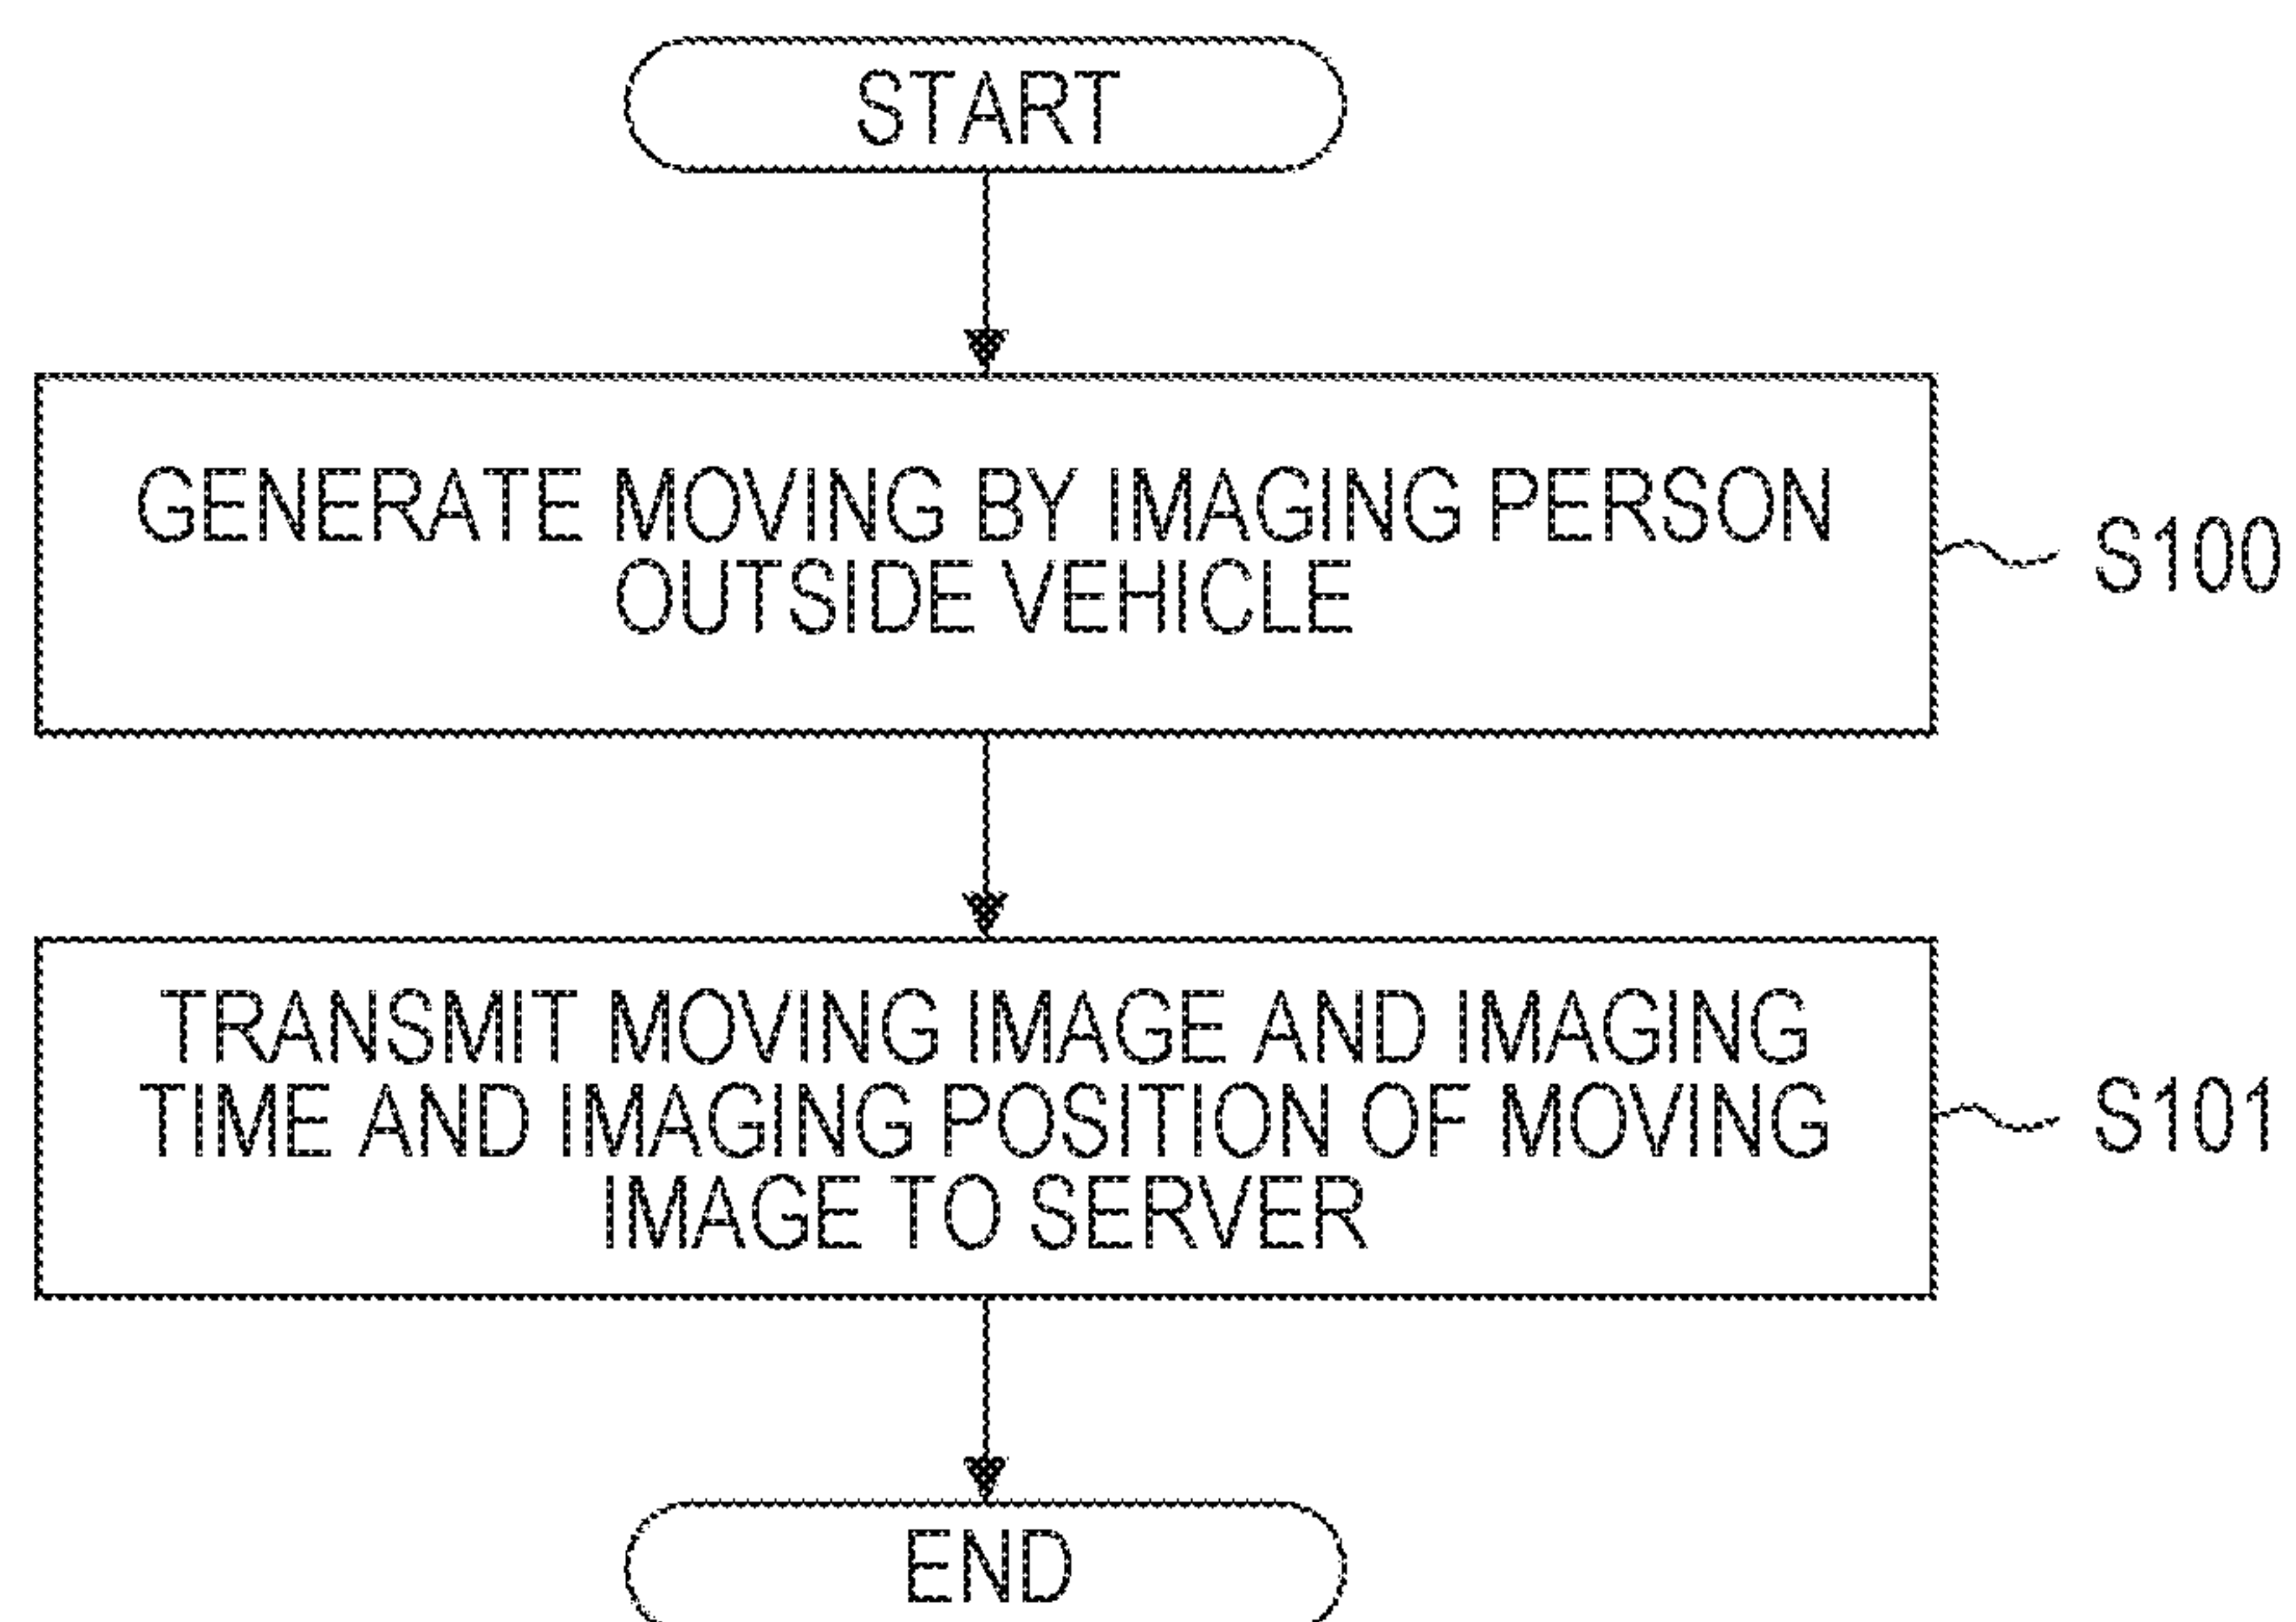 START
GENERATE MOVING BY IMAGING PERSON
OUTSIDE VEHICLE
S100
TRANSMIT MOVING IMAGE AND IMAGING
TIME AND IMAGING POSITION OF MOVING
IMAGE TO SERVER
S101
END